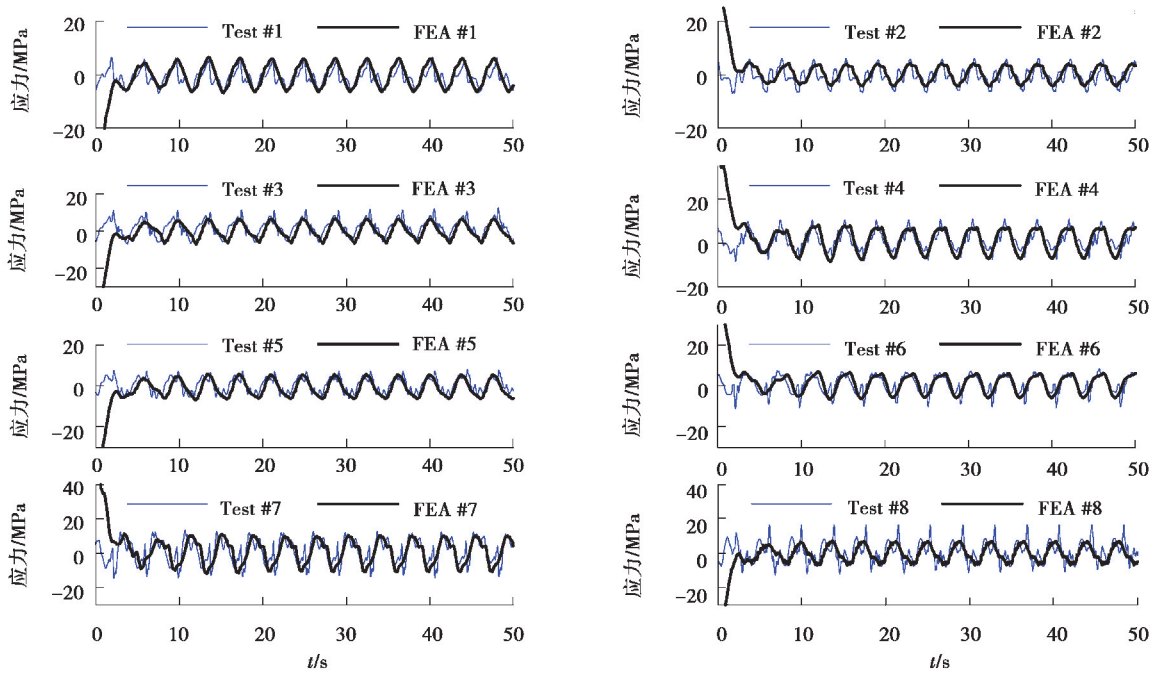 20 Test #1 FEA #1
应力/MPa
0
-20
0 10 20 30 40 50
20 Test #2 FEA #2
应力/MPa
0
-20
0 10 20 30 40 50
Test #3 FEA #3
20
应力/MPa
0
-20
0 10 20 30 40 50
Test #4 FEA #4
20
应力/MPa
0
-20
0 10 20 30 40 50
20 Test #5 FEA #5
应力/MPa
0
-20
0 10 20 30 40 50
20 Test #6 FEA #6
应力/MPa
0
-20
0 10 20 30 40 50
40
Test #7 FEA #7
20
应力/MPa
0
-20
0 10 20 30 40 50
t/s
40
Test #8 FEA #8
20
应力/MPa
0
-20
0 10 20 30 40 50
t/s